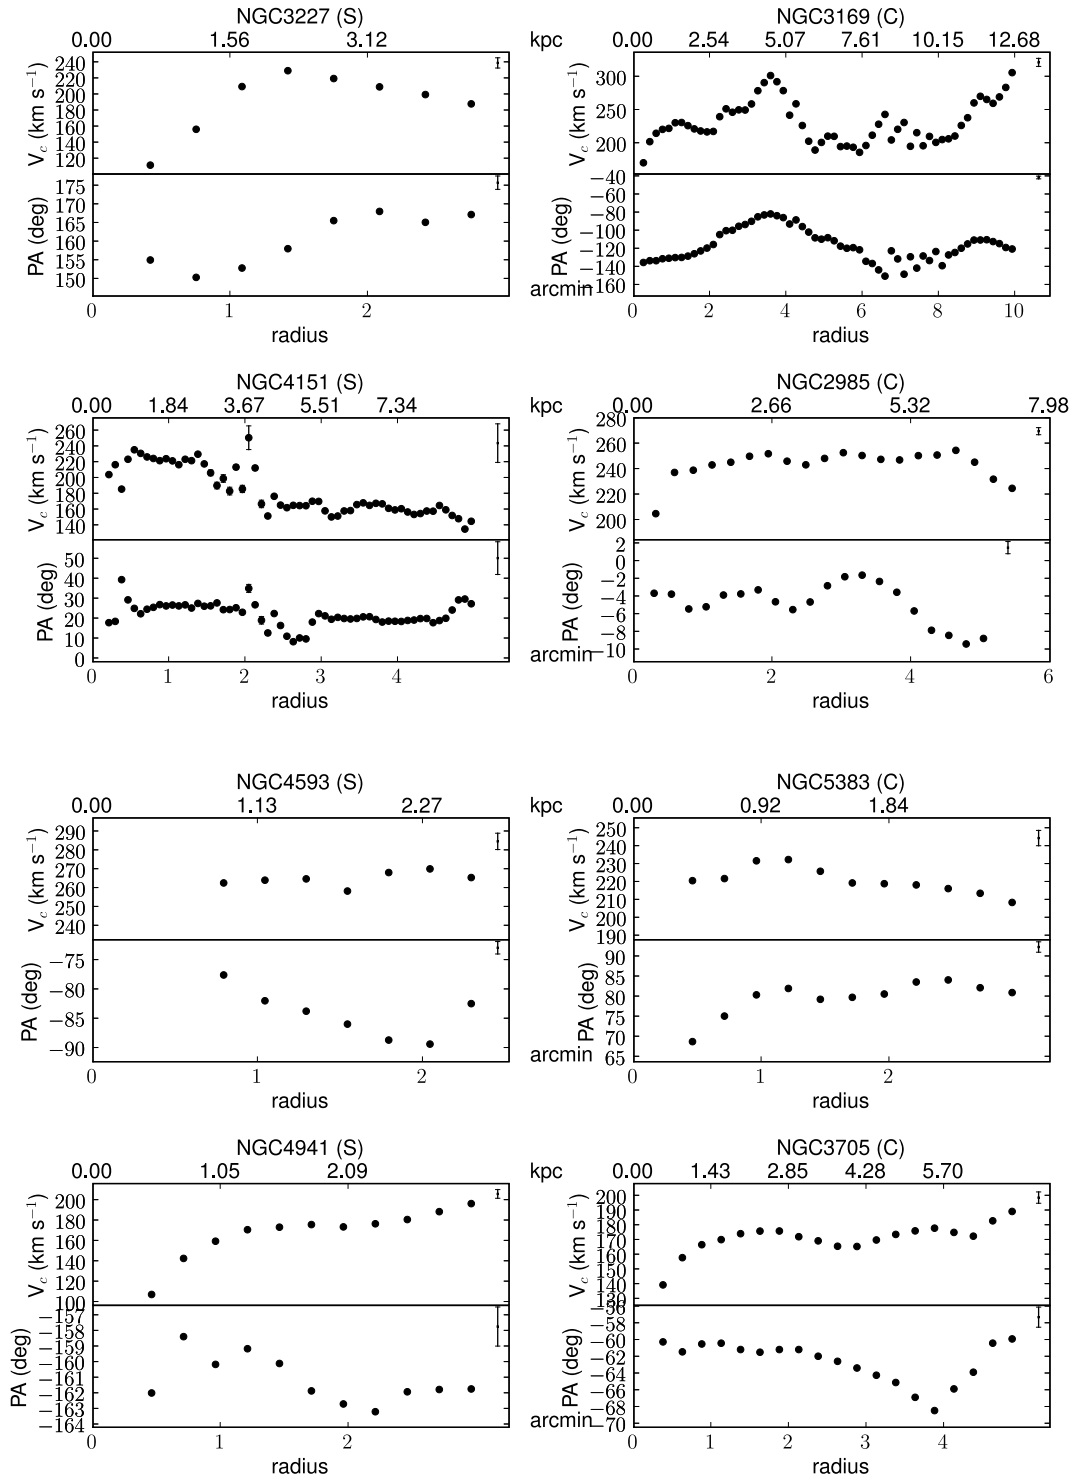 NGC3227 (S)
0.00 1.56 3.12 kpc
V_c (km s^{−1})
240
220
200
180
160
140
120
PA (deg)
175
170
165
160
155
150
0 1 2 arcmin
radius
NGC3169 (C)
0.00 2.54 5.07 7.61 10.15 12.68
V_c (km s^{−1})
300
250
200
PA (deg)
−40
−60
−80
−100
−120
−140
−160
0 2 4 6 8 10
radius
NGC4151 (S)
0.00 1.84 3.67 5.51 7.34 kpc
V_c (km s^{−1})
260
240
220
200
180
160
140
PA (deg)
50
40
30
20
10
0
0 1 2 3 4 arcmin
radius
NGC2985 (C)
0.00 2.66 5.32 7.98
V_c (km s^{−1})
280
260
240
220
200
PA (deg)
2
0
−2
−4
−6
−8
−10
0 2 4 6
radius
NGC4593 (S)
0.00 1.13 2.27 kpc
V_c (km s^{−1})
290
280
270
260
250
240
PA (deg)
−75
−80
−85
−90
0 1 2 arcmin
radius
NGC5383 (C)
0.00 0.92 1.84
V_c (km s^{−1})
250
240
230
220
210
200
190
PA (deg)
90
85
80
75
70
65
0 1 2
radius
NGC4941 (S)
0.00 1.05 2.09 kpc
V_c (km s^{−1})
200
180
160
140
120
100
PA (deg)
−157
−158
−159
−160
−161
−162
−163
−164
0 1 2 arcmin
radius
NGC3705 (C)
0.00 1.43 2.85 4.28 5.70
V_c (km s^{−1})
200
190
180
170
160
150
140
130
PA (deg)
−56
−58
−60
−62
−64
−66
−68
−70
0 1 2 3 4
radius